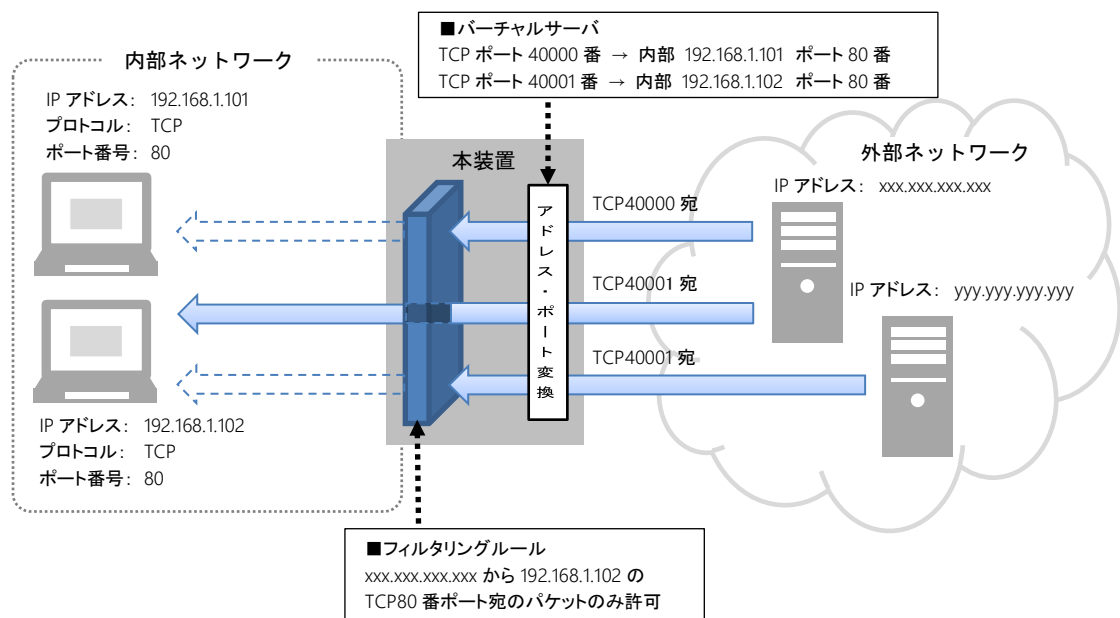 ■バーチャルサーバ
TCP ポート 40000 番 → 内部 192.168.1.101 ポート 80 番
TCP ポート 40001 番 → 内部 192.168.1.102 ポート 80 番
内部ネットワーク
IP アドレス： 192.168.1.101
プロトコル： TCP
ポート番号： 80
本装置
アドレス・ポート変換
外部ネットワーク
IP アドレス： xxx.xxx.xxx.xxx
TCP40000 宛
TCP40001 宛
IP アドレス： yyy.yyy.yyy.yyy
TCP40001 宛
IP アドレス： 192.168.1.102
プロトコル： TCP
ポート番号： 80
■フィルタリングルール
xxx.xxx.xxx.xxx から 192.168.1.102 の
TCP80 番ポート宛のパケットのみ許可